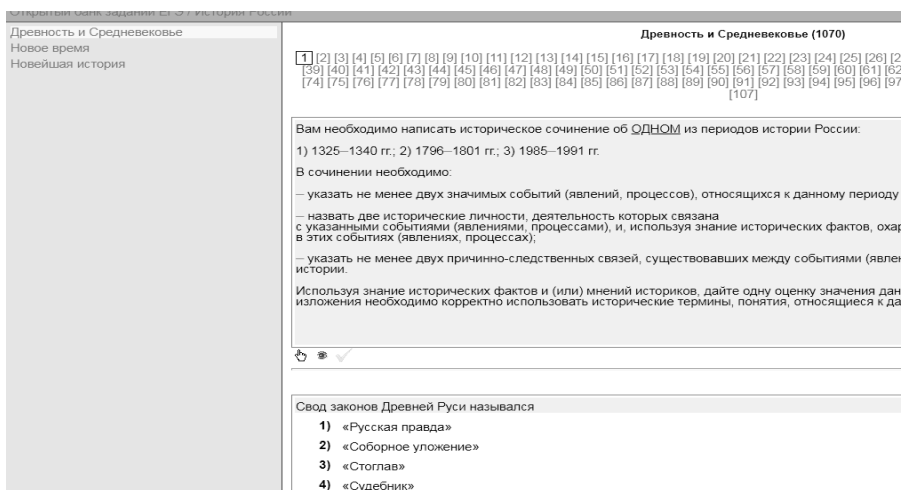 Открытый банк заданий ЕГЭ / История России
Древность и Средневековье
Новое время
Новейшая история
Древность и Средневековье (1070)
1 [2] [3] [4] [5] [6] [7] [8] [9] [10] [11] [12] [13] [14] [15] [16] [17] [18] [19] [20] [21] [22] [23] [24] [25] [26] [2
[39] [40] [41] [42] [43] [44] [45] [46] [47] [48] [49] [50] [51] [52] [53] [54] [55] [56] [57] [58] [59] [60] [61] [62
[74] [75] [76] [77] [78] [79] [80] [81] [82] [83] [84] [85] [86] [87] [88] [89] [90] [91] [92] [93] [94] [95] [96] [97
[107]
Вам необходимо написать историческое сочинение об ОДНОМ из периодов истории России:
1) 1325–1340 гг.; 2) 1796–1801 гг.; 3) 1985–1991 гг.
В сочинении необходимо:
– указать не менее двух значимых событий (явлений, процессов), относящихся к данному периоду
– назвать две исторические личности, деятельность которых связана
с указанными событиями (явлениями, процессами), и, используя знание исторических фактов, охар
в этих событиях (явлениях, процессах);
– указать не менее двух причинно-следственных связей, существовавших между событиями (явлен
истории.
Используя знание исторических фактов и (или) мнений историков, дайте одну оценку значения дан
изложения необходимо корректно использовать исторические термины, понятия, относящиеся к да
Свод законов Древней Руси назывался
1) «Русская правда»
2) «Соборное уложение»
3) «Стоглав»
4) «Судебник»